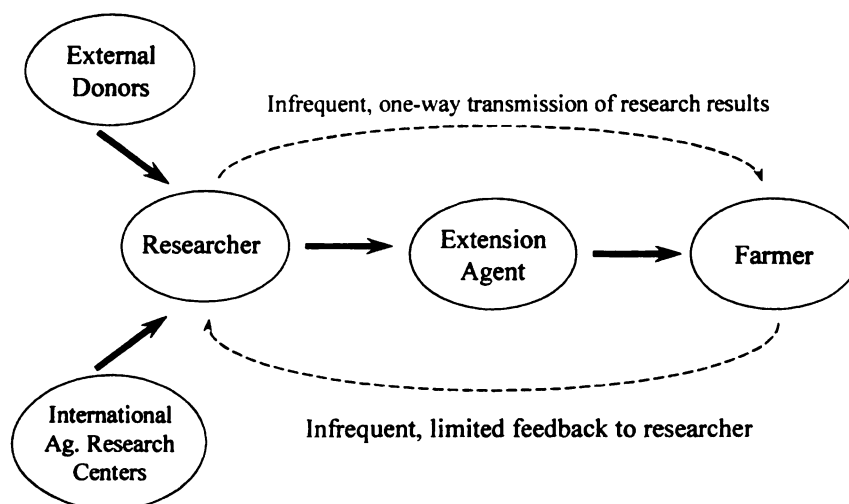 External
Donors
Infrequent, one-way transmission of research results
Researcher
Extension
Agent
Farmer
International
Ag. Research
Centers
Infrequent, limited feedback to researcher